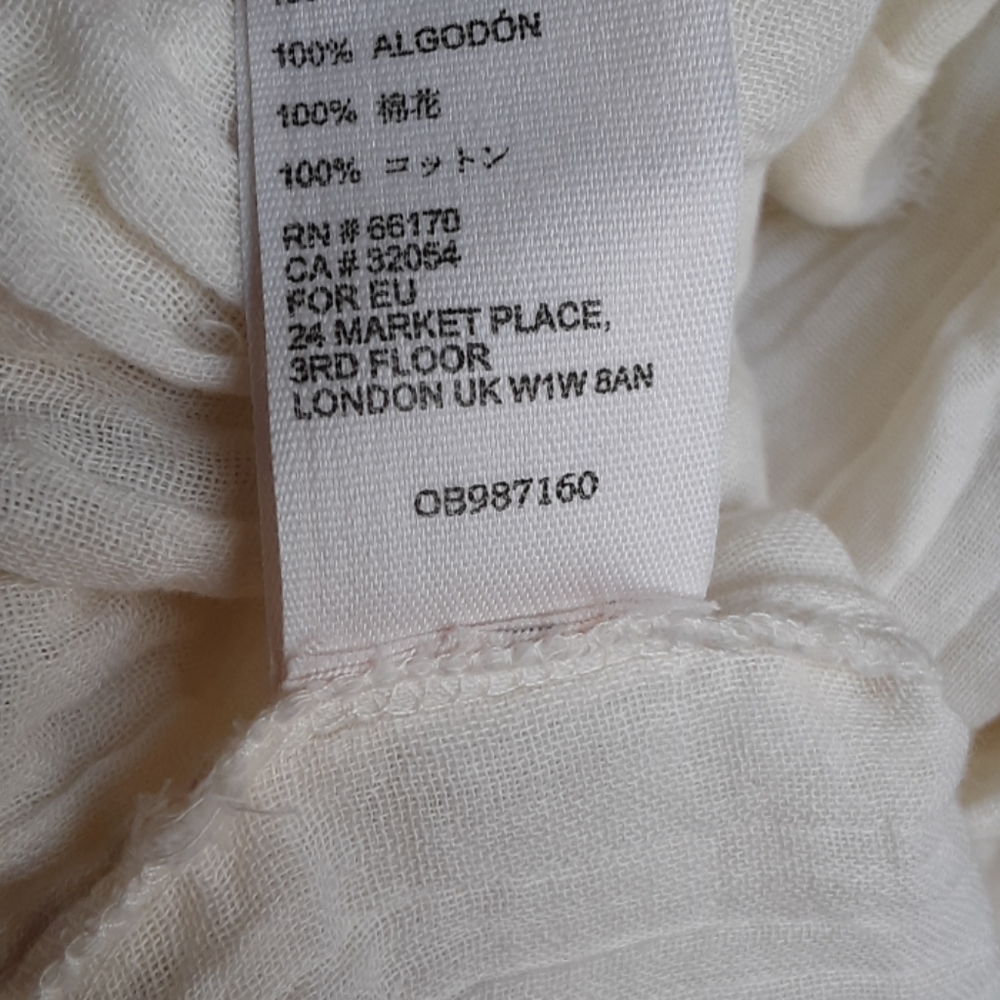 100% ALGODÓN
100% 棉花
100% コットン
RN # 66170
CA # 32054
FOR EU
24 MARKET PLACE,
3RD FLOOR
LONDON UK W1W 8AN
OB987160